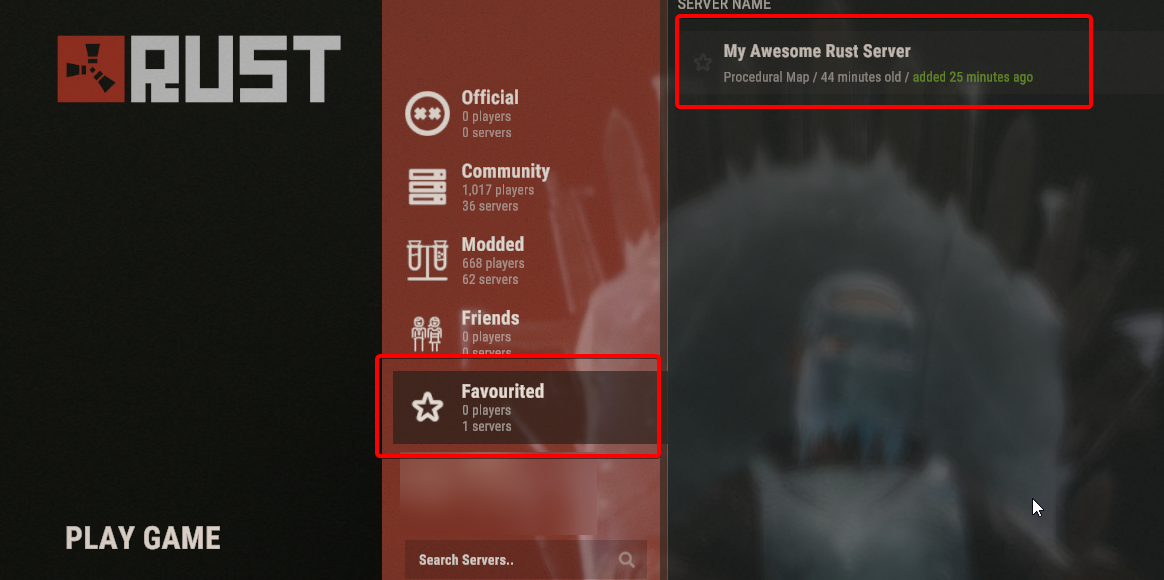 RUST
PLAY GAME
Official
0 players
0 servers
Community
1,017 players
36 servers
Modded
668 players
62 servers
Friends
0 players
0 servers
Favourited
0 players
1 servers
Search Servers..
SERVER NAME
My Awesome Rust Server
Procedural Map / 44 minutes old / added 25 minutes ago